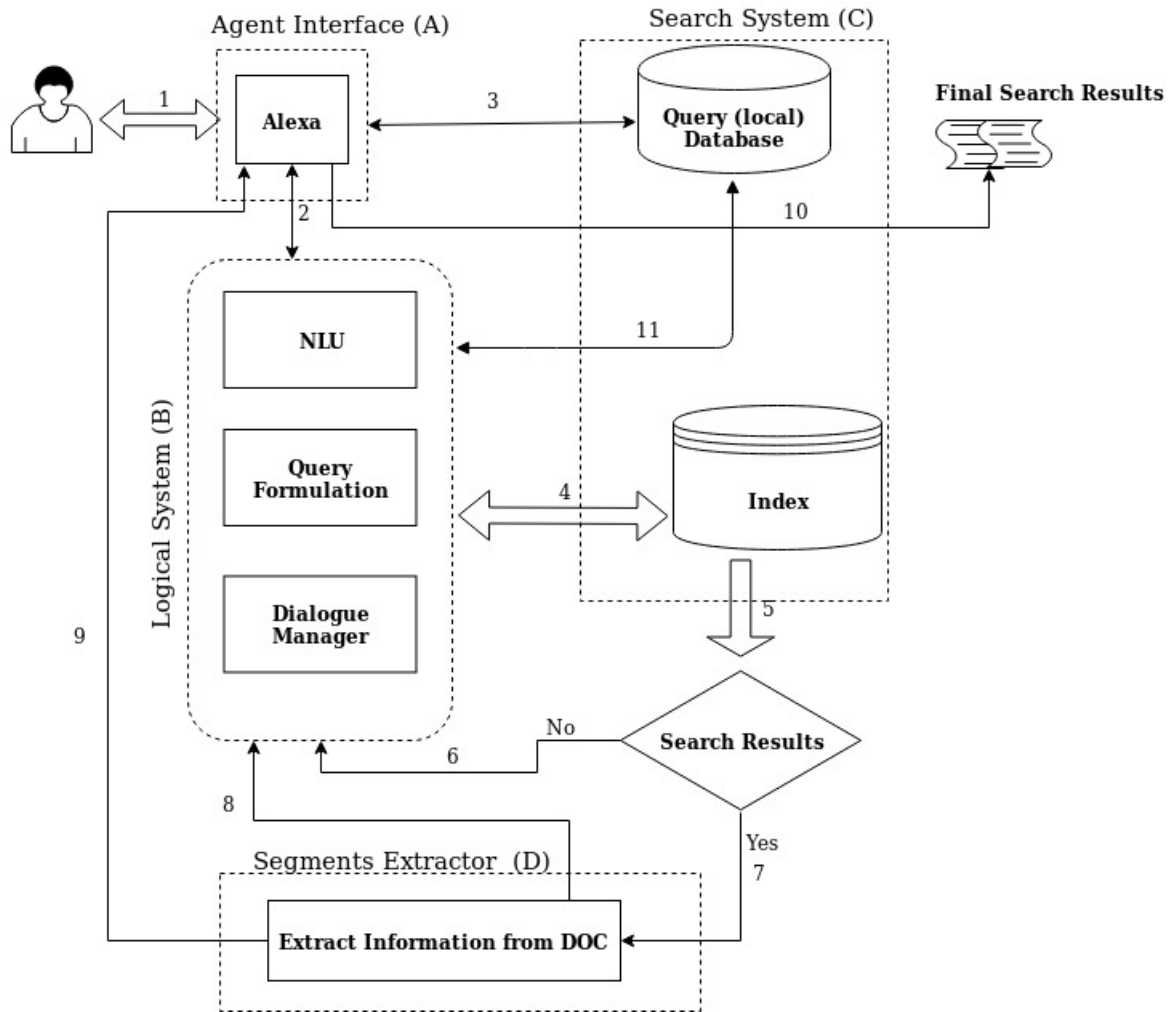 Agent Interface (A)
Search System (C)
1
Alexa
3
Query (local)
Database
Final Search Results
2
10
NLU
11
Logical System (B)
Query
Formulation
4
Index
Dialogue
Manager
5
9
No
Search Results
6
8
Yes
7
Segments Extractor (D)
Extract Information from DOC